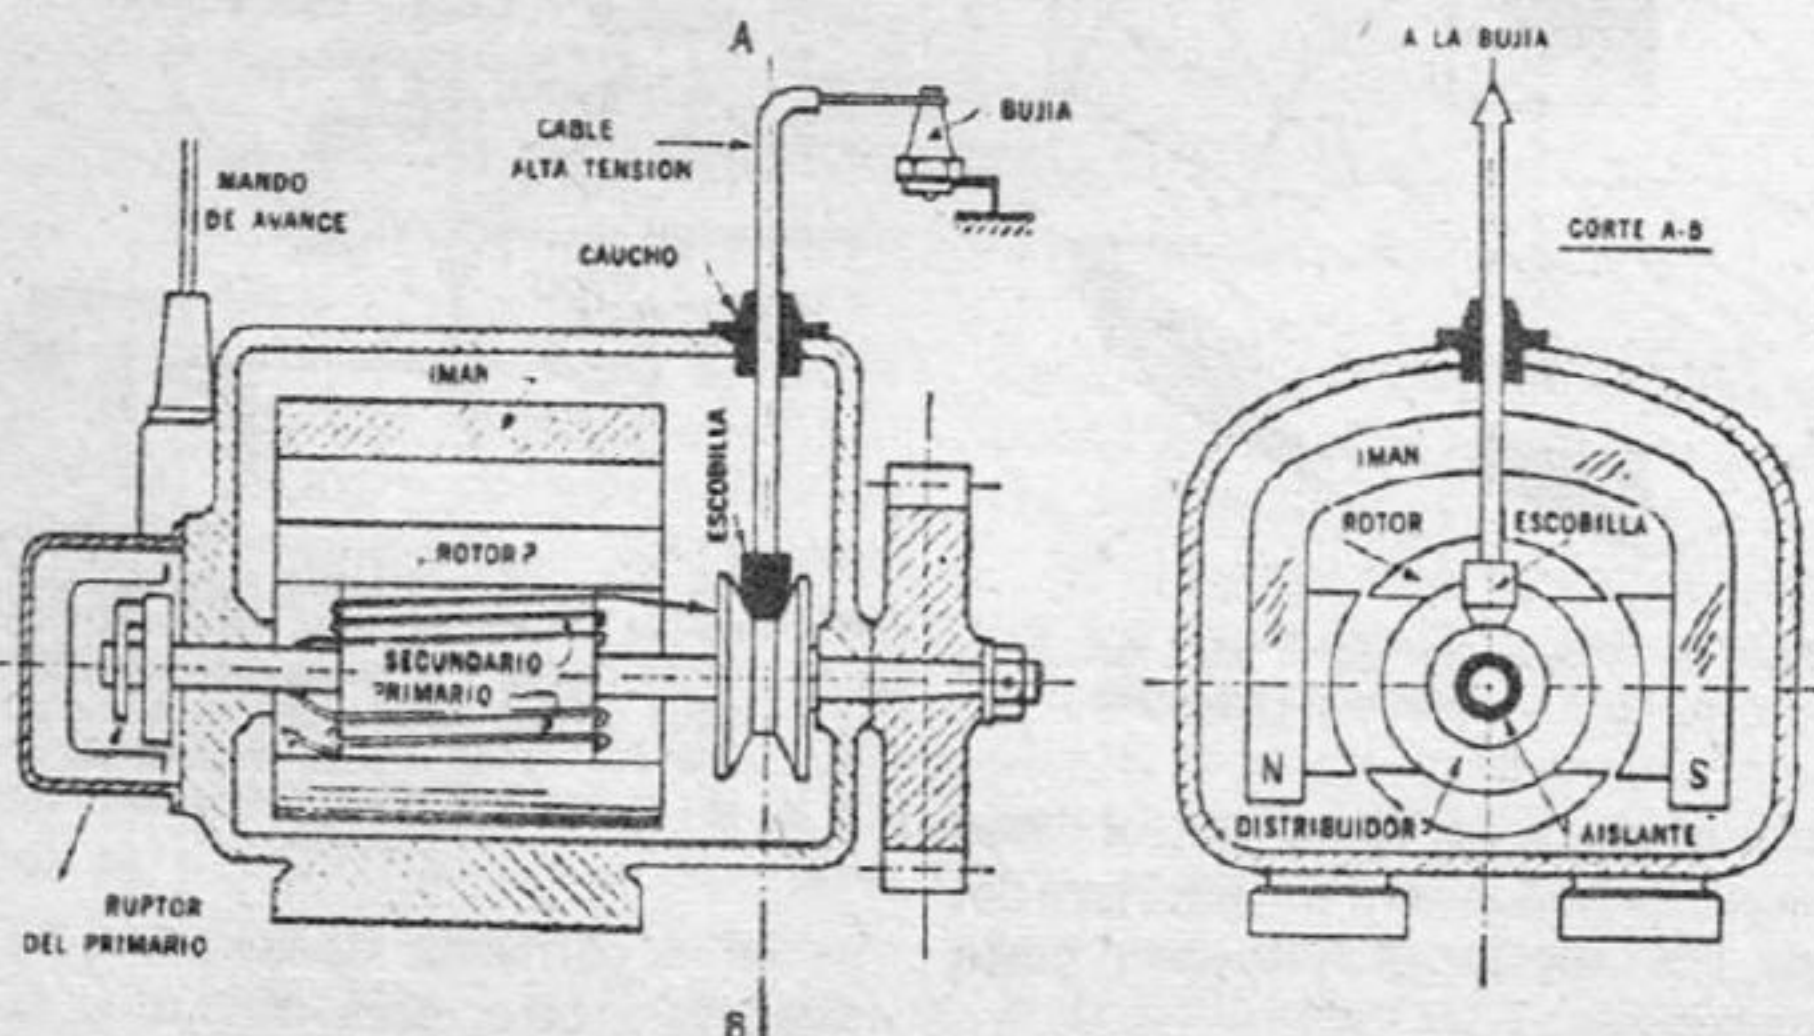 A
CABLE
ALTA TENSION
BUJIA
MANDO
DE AVANCE
CAUCHO
IMAN
ESCOBILLA
ROTOR
SECUNDARIO
PRIMARIO
RUPTOR
DEL PRIMARIO
B
A LA BUJIA
CORTE A-B
IMAN
ROTOR
ESCOBILLA
N
S
DISTRIBUIDOR
AISLANTE